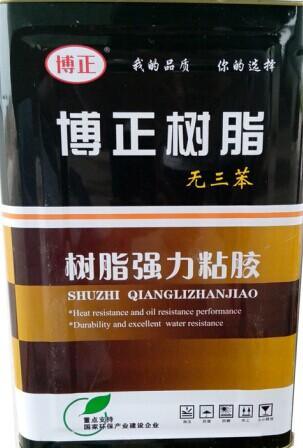 博正
我的品质 你的选择
博正树脂
无三苯
树脂强力粘胶
SHUZHI QIANGLIZHANJIAO
*Heat resistance and oil resistance performance
*Durability and excellent water resistance
重点支持
国家环保产业建设企业